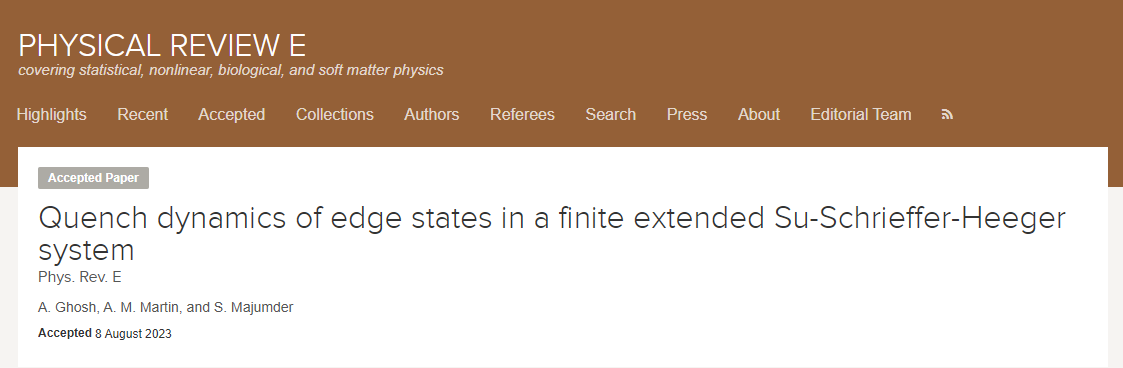 PHYSICAL REVIEW E
covering statistical, nonlinear, biological, and soft matter physics
Highlights Recent Accepted Collections Authors Referees Search Press About Editorial Team
Accepted Paper
Quench dynamics of edge states in a finite extended Su-Schrieffer-Heeger
system
Phys. Rev. E
A. Ghosh, A. M. Martin, and S. Majumder
Accepted 8 August 2023